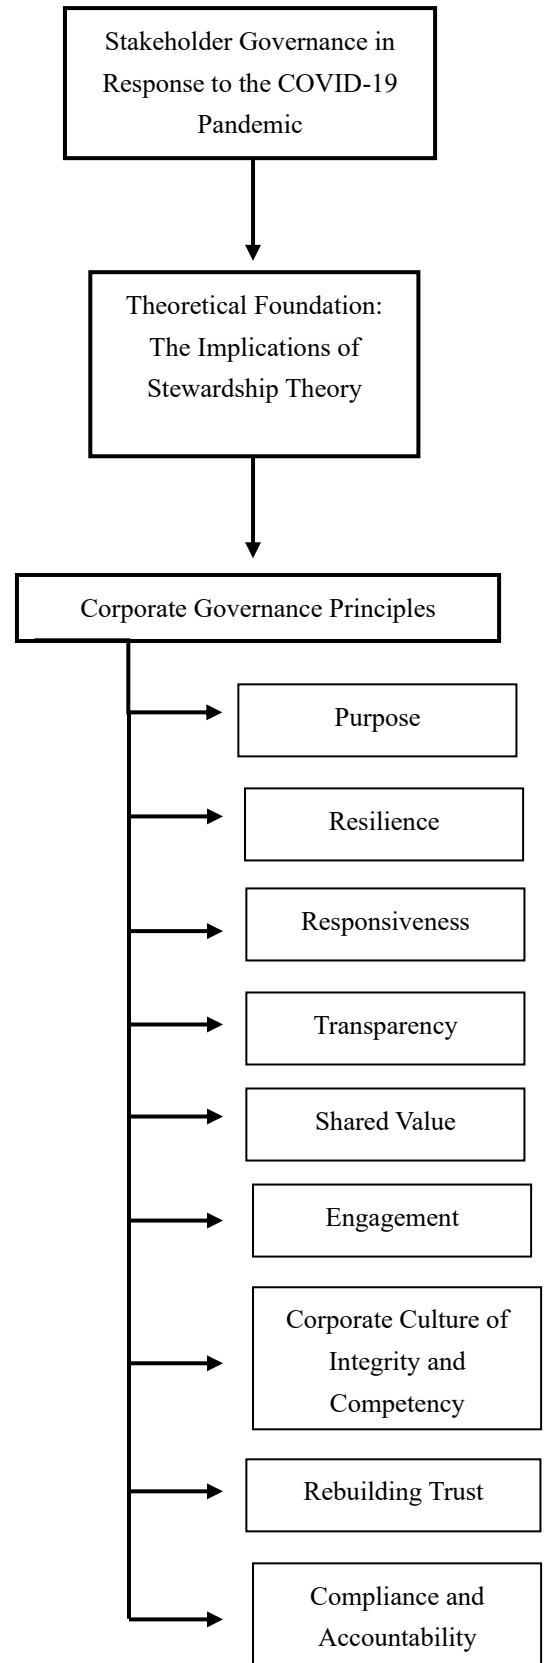 Stakeholder Governance in
Response to the COVID-19
Pandemic
Theoretical Foundation:
The Implications of
Stewardship Theory
Corporate Governance Principles
Purpose
Resilience
Responsiveness
Transparency
Shared Value
Engagement
Corporate Culture of
Integrity and
Competency
Rebuilding Trust
Compliance and
Accountability